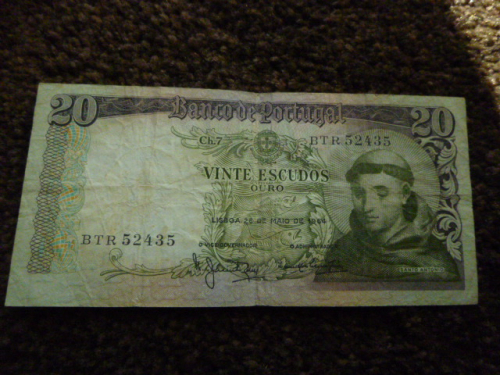 20 Banco de Portugal 20
Ch.7 BTR 52435
VINTE ESCUDOS
OURO
LISBOA 26 DE MAIO DE 1964
BTR 52435
O ADMINISTRADOR
SANTO ANTÓNIO